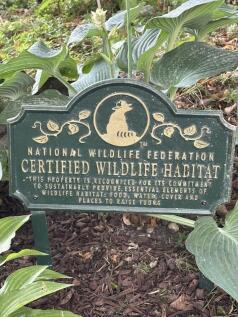 TM
NATIONAL WILDLIFE FEDERATION
CERTIFIED WILDLIFE HABITAT
"THIS PROPERTY IS RECOGNIZED FOR ITS COMMITMENT
TO SUSTAINABLY PROVIDE ESSENTIAL ELEMENTS OF
WILDLIFE HABITAT: FOOD, WATER, COVER AND
PLACES TO RAISE YOUNG